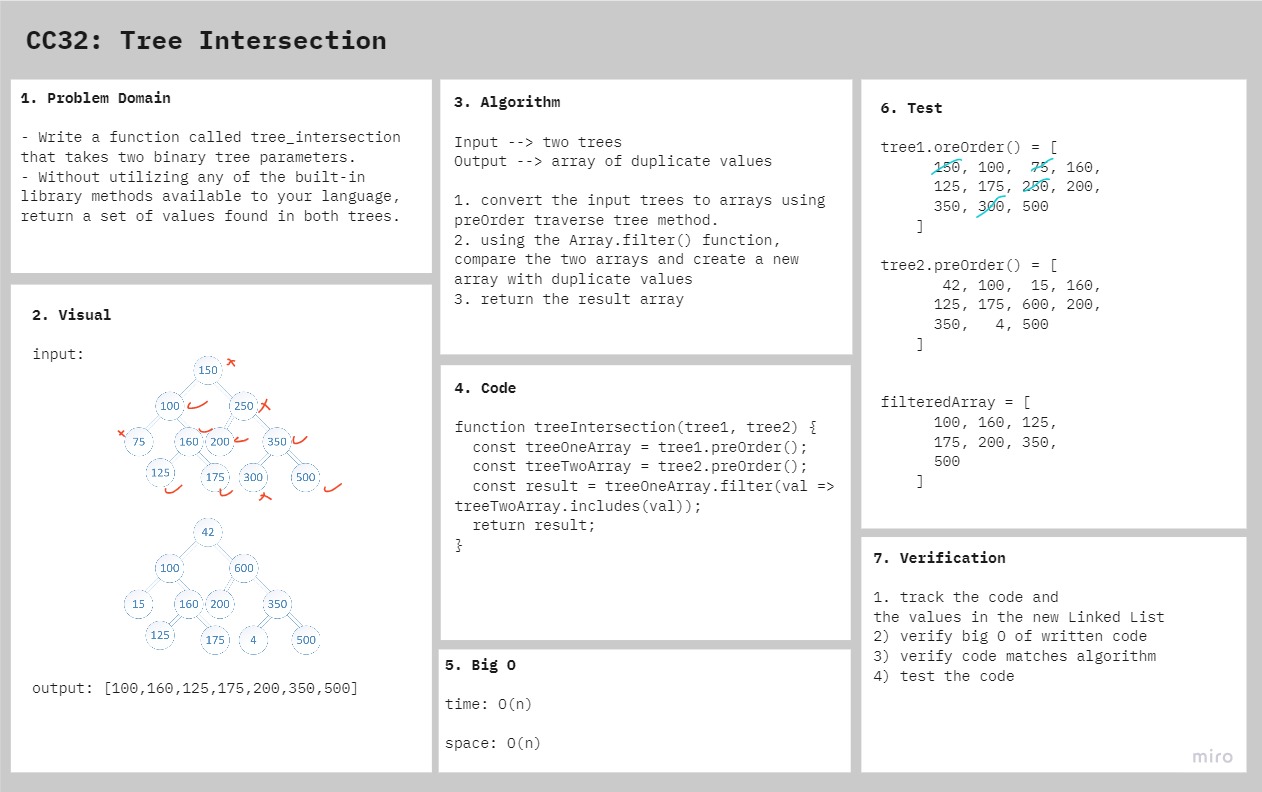 CC32: Tree Intersection
1. Problem Domain
- Write a function called tree_intersection
that takes two binary tree parameters.
- Without utilizing any of the built-in
library methods available to your language,
return a set of values found in both trees.
2. Visual
input:
150
100
250
75
160
200
350
125
175
300
500
42
100
600
15
160
200
350
125
175
4
500
output: [100,160,125,175,200,350,500]
3. Algorithm
Input --> two trees
Output --> array of duplicate values
1. convert the input trees to arrays using
preOrder traverse tree method.
2. using the Array.filter() function,
compare the two arrays and create a new
array with duplicate values
3. return the result array
4. Code
function treeIntersection(tree1, tree2) {
const treeOneArray = tree1.preOrder();
const treeTwoArray = tree2.preOrder();
const result = treeOneArray.filter(val =>
treeTwoArray.includes(val));
return result;
}
5. Big O
time: O(n)
space: O(n)
6. Test
tree1.oreOrder() = [
150, 100, 75, 160,
125, 175, 250, 200,
350, 300, 500
]
tree2.preOrder() = [
42, 100, 15, 160,
125, 175, 600, 200,
350, 4, 500
]
filteredArray = [
100, 160, 125,
175, 200, 350,
500
]
7. Verification
1. track the code and
the values in the new Linked List
2) verify big O of written code
3) verify code matches algorithm
4) test the code
miro